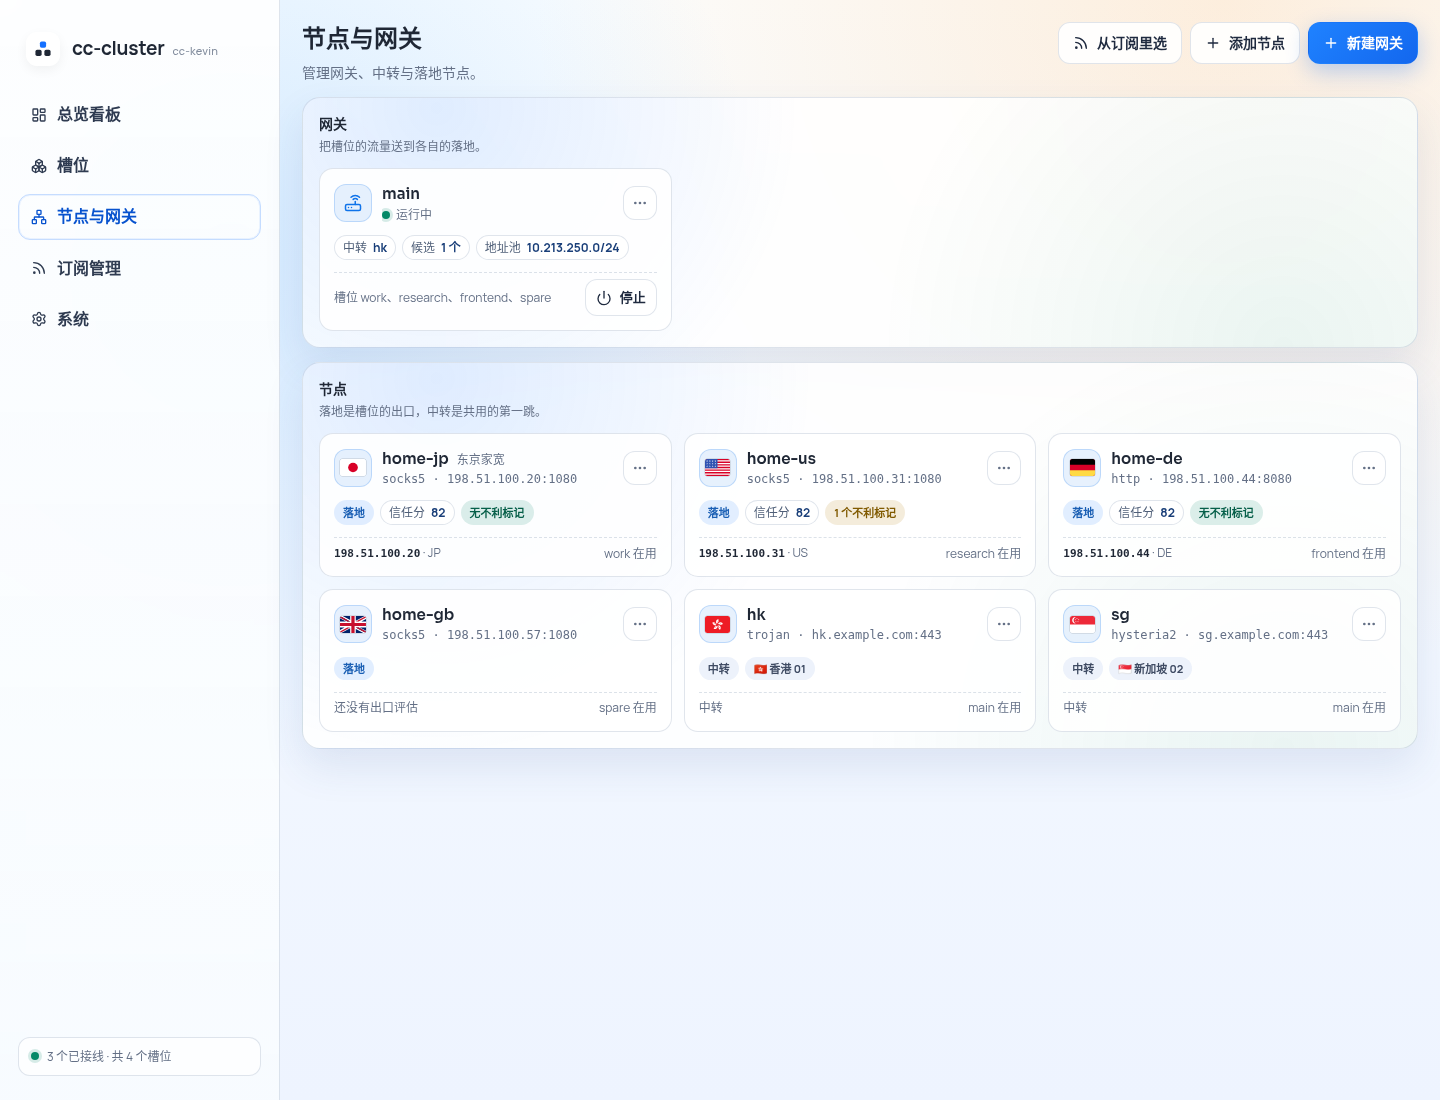 cc-cluster cc-kevin
总览看板
槽位
节点与网关
订阅管理
系统
3 个已接线 · 共 4 个槽位
节点与网关
管理网关、中转与落地节点。
从订阅里选
添加节点
新建网关
网关
把槽位的流量送到各自的落地。
main
运行中
中转 hk 候选 1 个 地址池 10.213.250.0/24
槽位 work、research、frontend、spare
停止
节点
落地是槽位的出口，中转是共用的第一跳。
home-jp 东京家宽
socks5 · 198.51.100.20:1080
落地 信任分 82 无不利标记
198.51.100.20 · JP work 在用
home-us
socks5 · 198.51.100.31:1080
落地 信任分 82 1 个不利标记
198.51.100.31 · US research 在用
home-de
http · 198.51.100.44:8080
落地 信任分 82 无不利标记
198.51.100.44 · DE frontend 在用
home-gb
socks5 · 198.51.100.57:1080
落地
还没有出口评估 spare 在用
hk
trojan · hk.example.com:443
中转 🇭🇰 香港 01
中转 main 在用
sg
hysteria2 · sg.example.com:443
中转 🇸🇬 新加坡 02
中转 main 在用